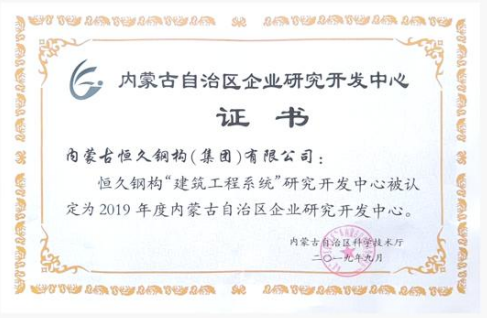 内蒙古自治区企业研究开发中心
证书
内蒙古恒久钢构(集团)有限公司：
恒久钢构“建筑工程系统”研究开发中心被认
定为2019年度内蒙古自治区企业研究开发中心。
内蒙古自治区科学技术厅
二〇一九年九月